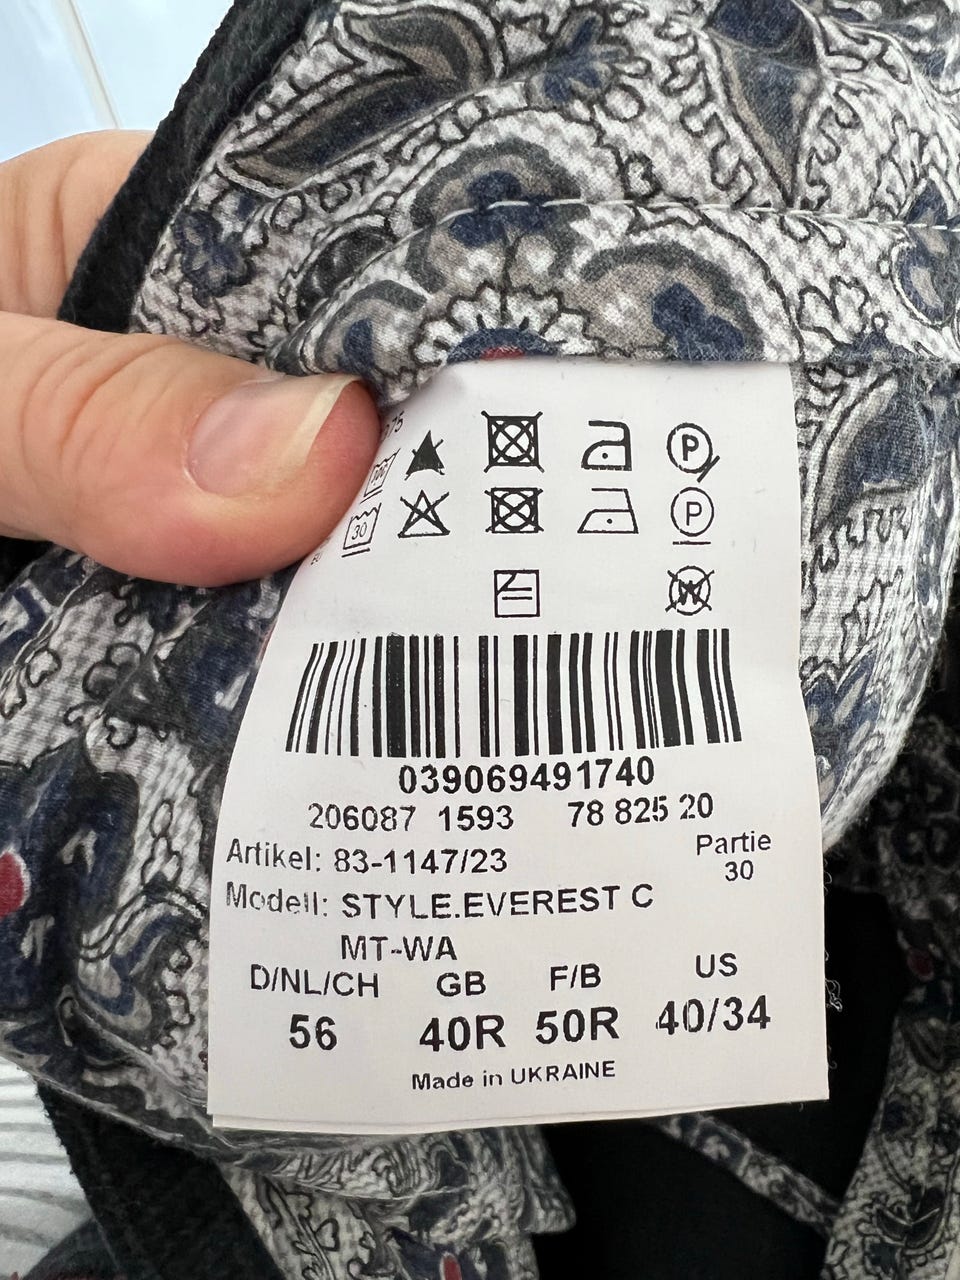 P
30 P
W
039069491740
206087 1593 78 825 20
Artikel: 83-1147/23 Partie
30
Modell: STYLE.EVEREST C
MT-WA
D/NL/CH GB F/B US
56 40R 50R 40/34
Made in UKRAINE